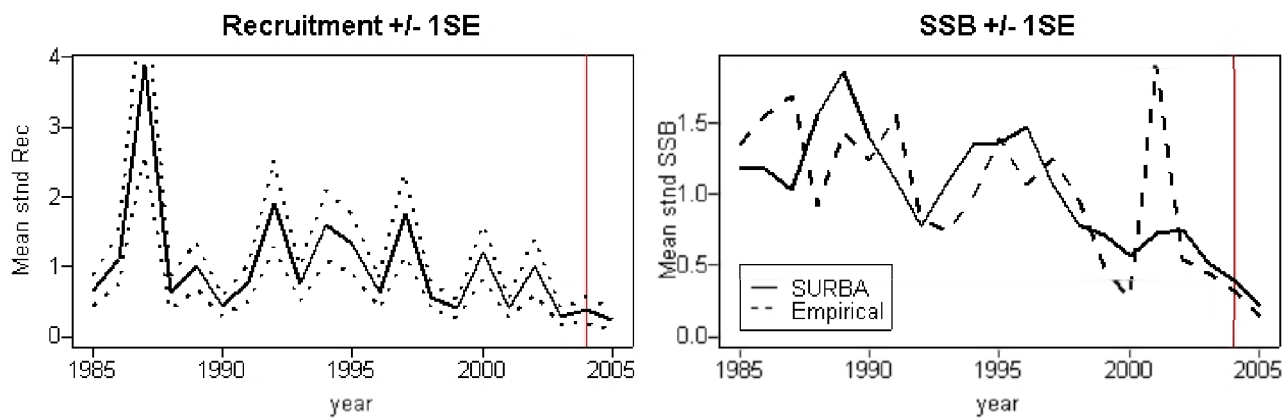 Recruitment +/- 1SE
Mean stnd Rec
4
3
2
1
0
1985 1990 1995 2000 2005
year
SSB +/- 1SE
Mean stnd SSB
1.5
1.0
0.5
0.0
SURBA
Empirical
1985 1990 1995 2000 2005
year